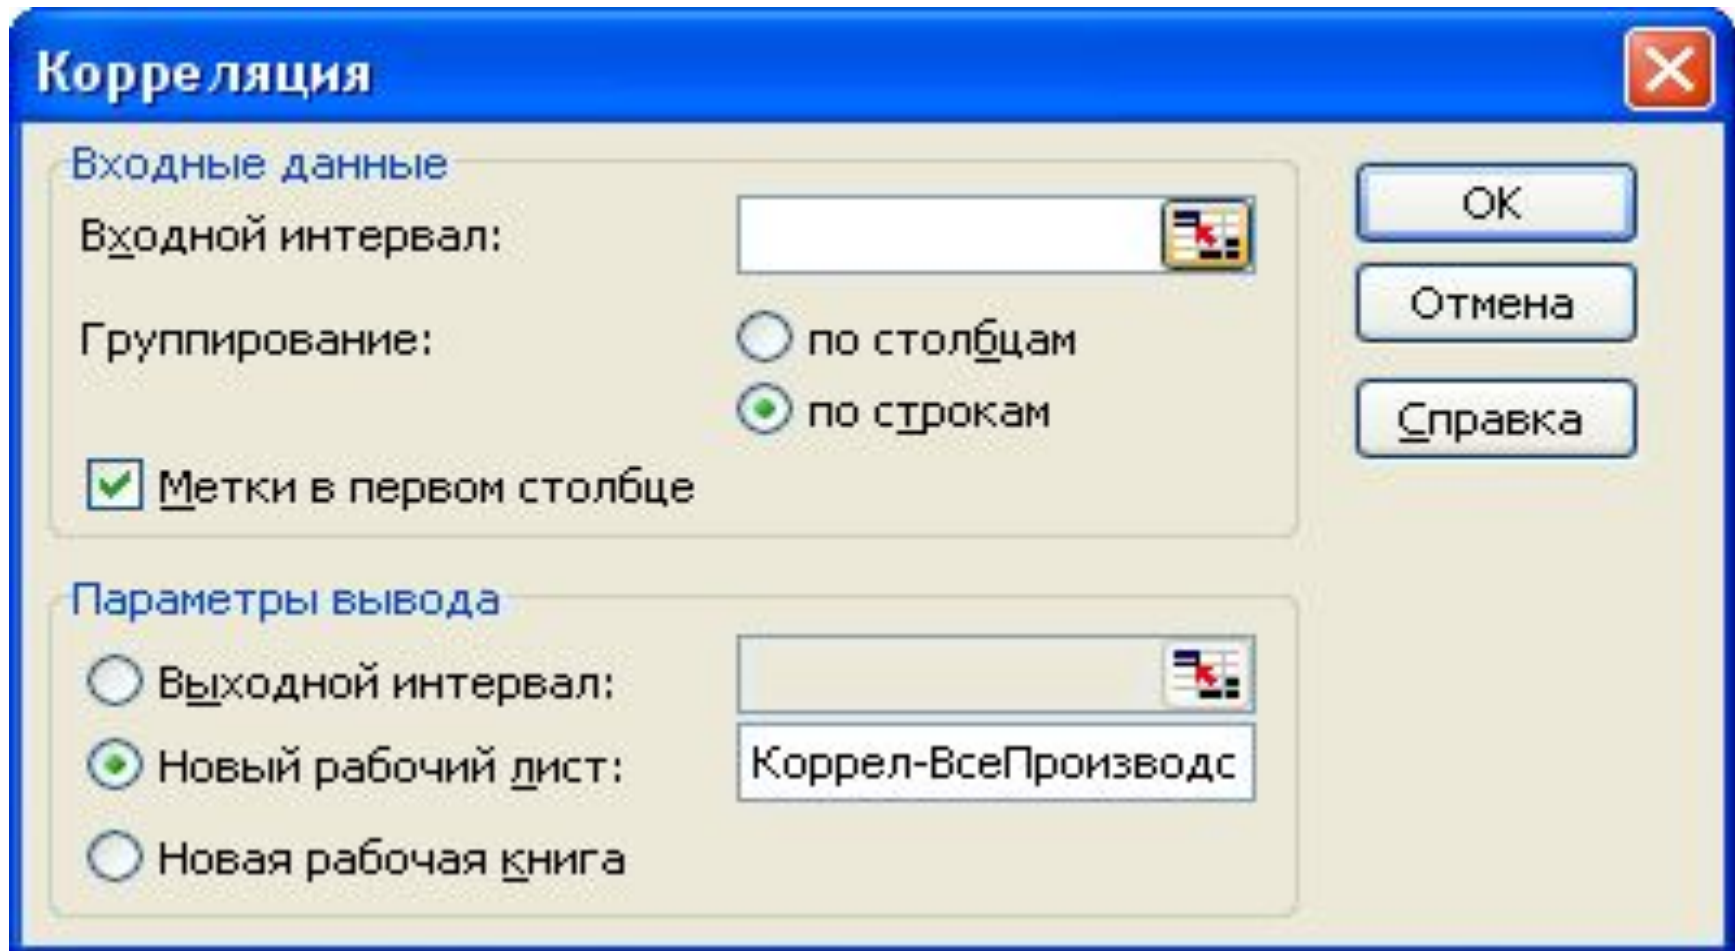 Корреляция
Входные данные
Входной интервал:
Группирование:
по столбцам
по строкам
Метки в первом столбце
Параметры вывода
Выходной интервал:
Новый рабочий лист:
Коррел-ВсеПроизводс
Новая рабочая книга
ОК
Отмена
Справка